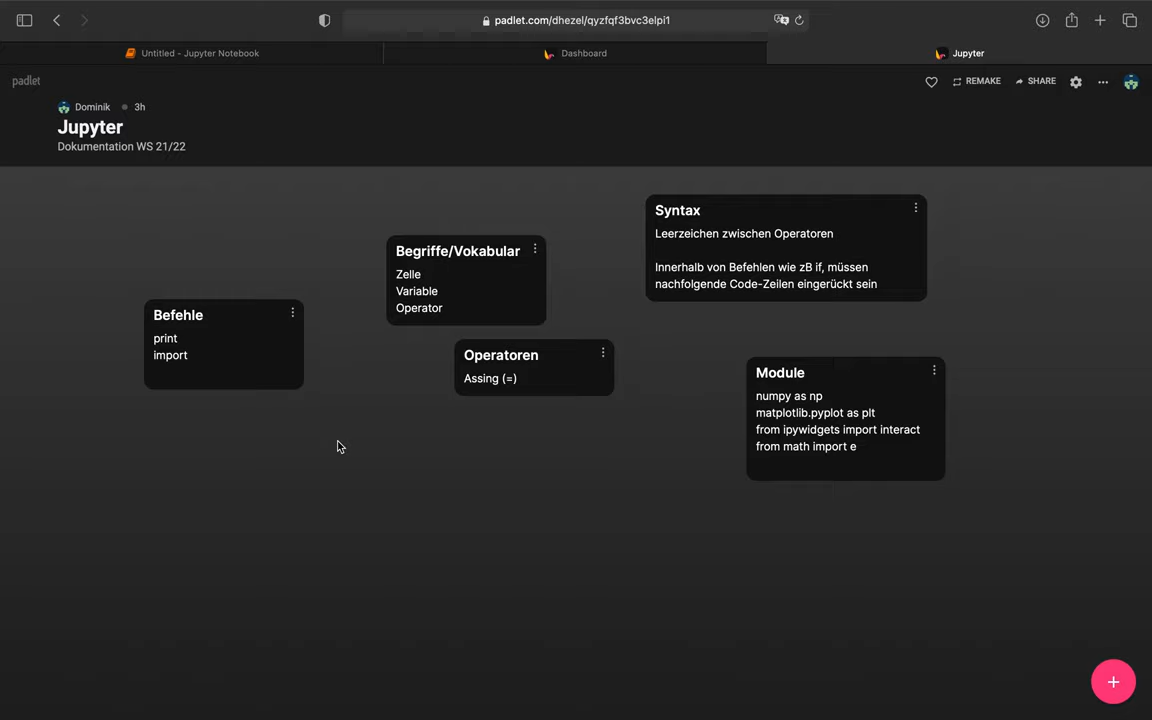 padlet.com/dhezel/qyzfqf3bvc3elpi1
Untitled - Jupyter Notebook
Dashboard
Jupyter
padlet
REMAKE
SHARE
Dominik
3h
Jupyter
Dokumentation WS 21/22
Syntax
Leerzeichen zwischen Operatoren
Innerhalb von Befehlen wie zB if, müssen
nachfolgende Code-Zeilen eingerückt sein
Begriffe/Vokabular
Zelle
Variable
Operator
Befehle
print
import
Operatoren
Assing (=)
Module
numpy as np
matplotlib.pyplot as plt
from ipywidgets import interact
from math import e